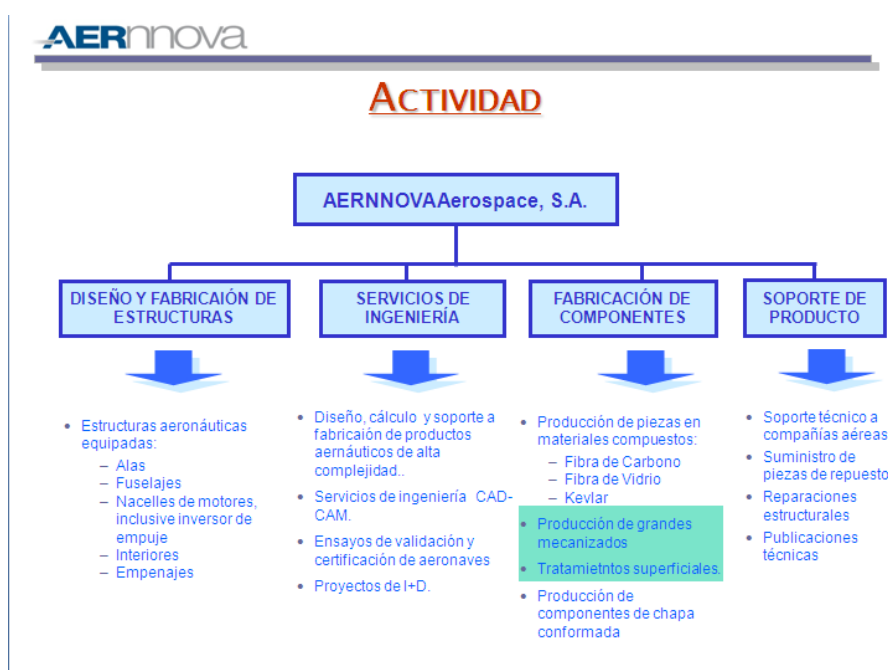 AERnnova
ACTIVIDAD
AERNNOVAAerospace, S.A.
DISEÑO Y FABRICAIÓN DE
ESTRUCTURAS
SERVICIOS DE
INGENIERÍA
FABRICACIÓN DE
COMPONENTES
SOPORTE DE
PRODUCTO
• Estructuras aeronáuticas
equipadas:
– Alas
– Fuselajes
– Nacelles de motores,
inclusive inversor de
empuje
– Interiores
– Empenajes
• Diseño, cálculo y soporte a
fabricaión de productos
aernáuticos de alta
complejidad..
• Servicios de ingeniería CAD-
CAM.
• Ensayos de validación y
certificación de aeronaves
• Proyectos de I+D.
• Producción de piezas en
materiales compuestos:
– Fibra de Carbono
– Fibra de Vidrio
– Kevlar
• Producción de grandes
mecanizados
• Tratamietntos superficiales.
• Producción de
componentes de chapa
conformada
• Soporte técnico a
compañías aéreas
• Suministro de
piezas de repuesto
• Reparaciones
estructurales
• Publicaciones
técnicas